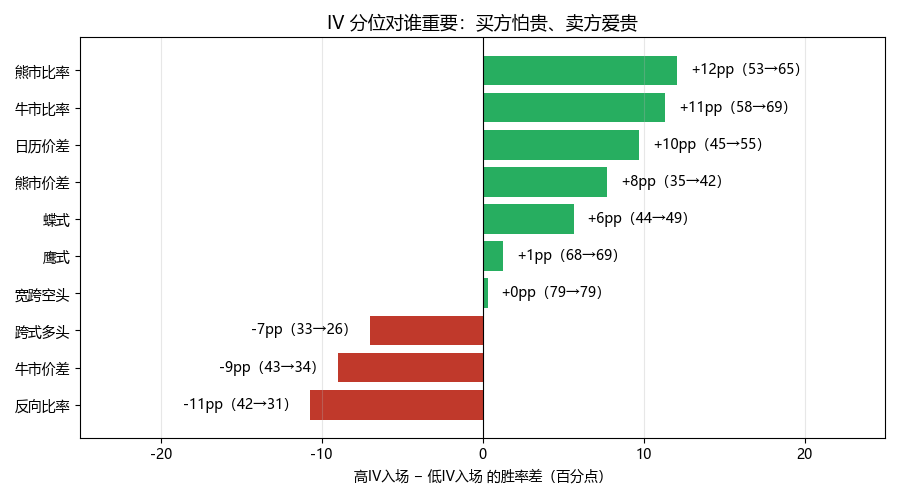 IV 分位对谁重要：买方怕贵、卖方爱贵
熊市比率 +12pp（53→65）
牛市比率 +11pp（58→69）
日历价差 +10pp（45→55）
熊市价差 +8pp（35→42）
蝶式 +6pp（44→49）
鹰式 +1pp（68→69）
宽跨空头 +0pp（79→79）
跨式多头 -7pp（33→26）
牛市价差 -9pp（43→34）
反向比率 -11pp（42→31）
-20 -10 0 10 20
高IV入场 − 低IV入场 的胜率差（百分点）